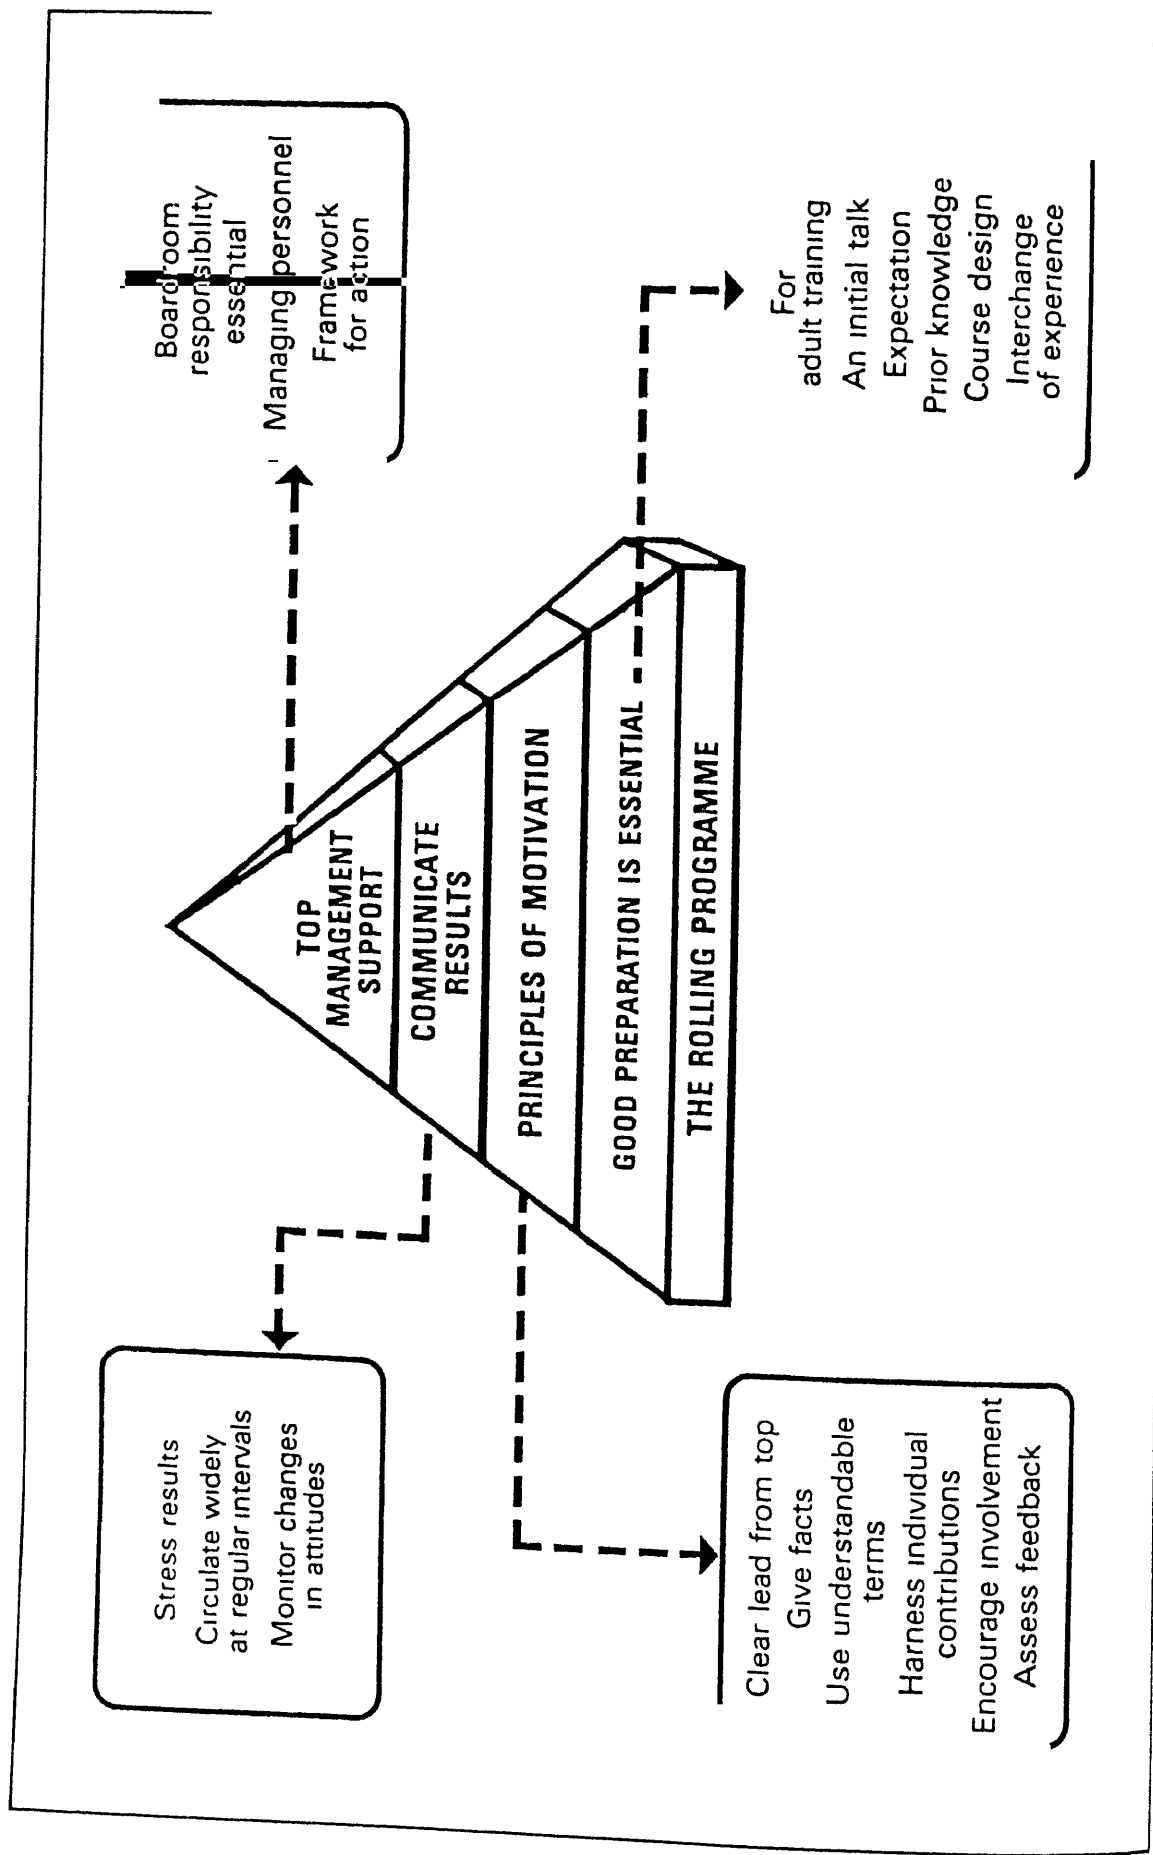 Stress results
Circulate widely
at regular intervals
Monitor changes
in attitudes
Boardroom
responsibility
essential
Managing personnel
Framework
for action
TOP
MANAGEMENT
SUPPORT
COMMUNICATE
RESULTS
PRINCIPLES OF MOTIVATION
GOOD PREPARATION IS ESSENTIAL
THE ROLLING PROGRAMME
Clear lead from top
Give facts
Use understandable
terms
Harness individual
contributions
Encourage involvement
Assess feedback
For
adult training
An initial talk
Expectation
Prior knowledge
Course design
Interchange
of experience